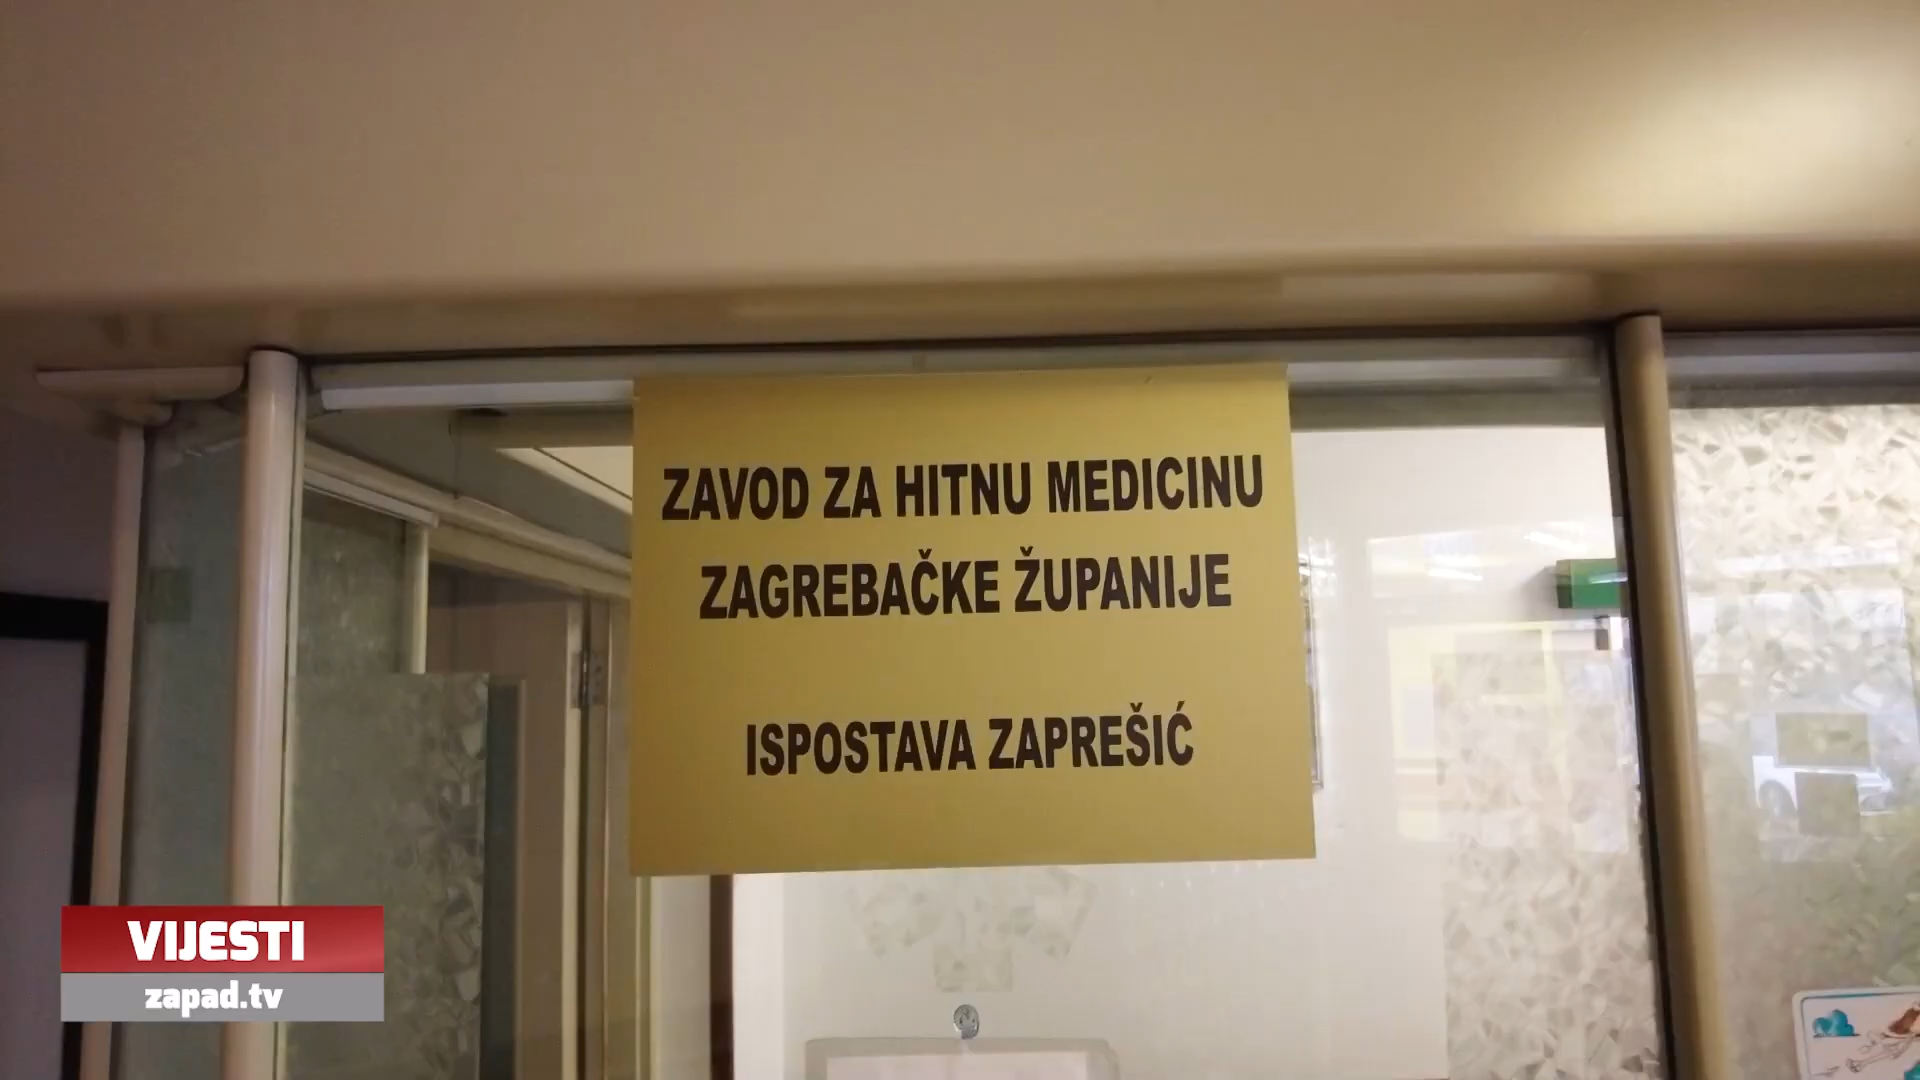 ZAVOD ZA HITNU MEDICINU
ZAGREBAČKE ŽUPANIJE
ISPOSTAVA ZAPREŠIĆ
VIJESTI
zapad.tv